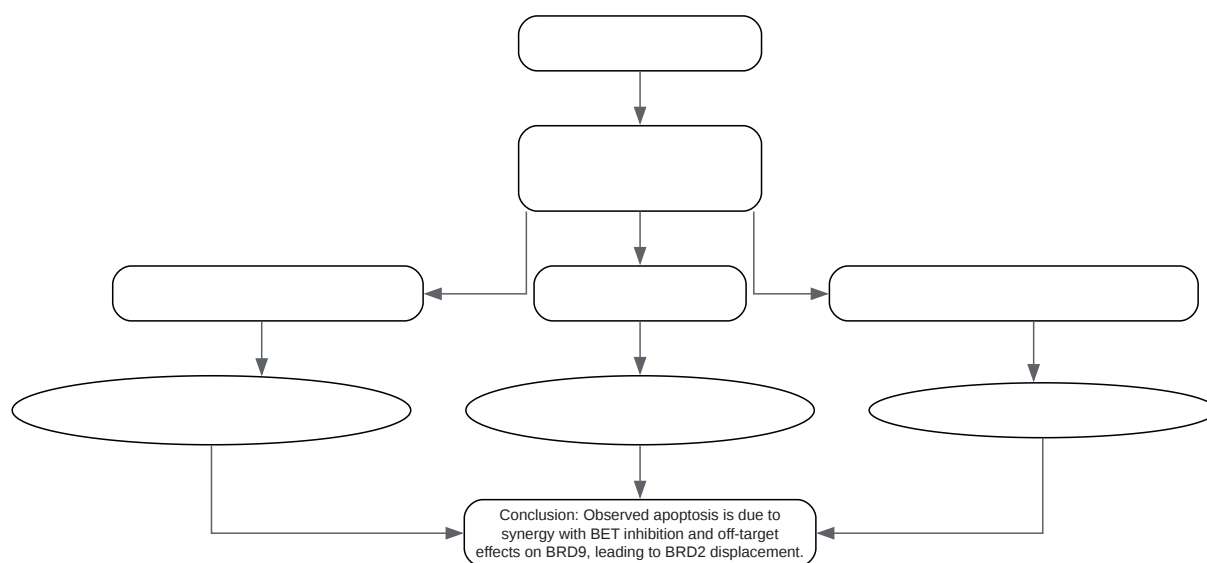 Conclusion: Observed apoptosis is due to
synergy with BET inhibition and off-target
effects on BRD9, leading to BRD2 displacement.